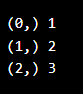 (0,) 1
(1,) 2
(2,) 3